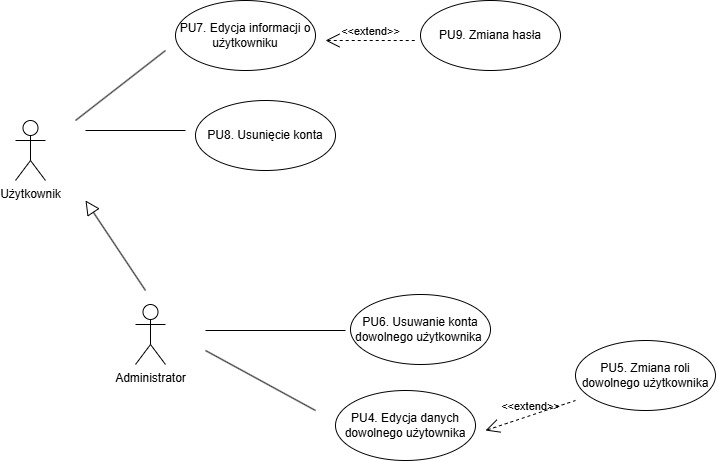 PU7. Edycja informacji o
użytkowniku
<<extend>>
PU9. Zmiana hasła
PU8. Usunięcie konta
Użytkownik
PU6. Usuwanie konta
dowolnego użytkownika
Administrator
PU5. Zmiana roli
dowolnego użytkownika
<<extend>>
PU4. Edycja danych
dowolnego użytownika